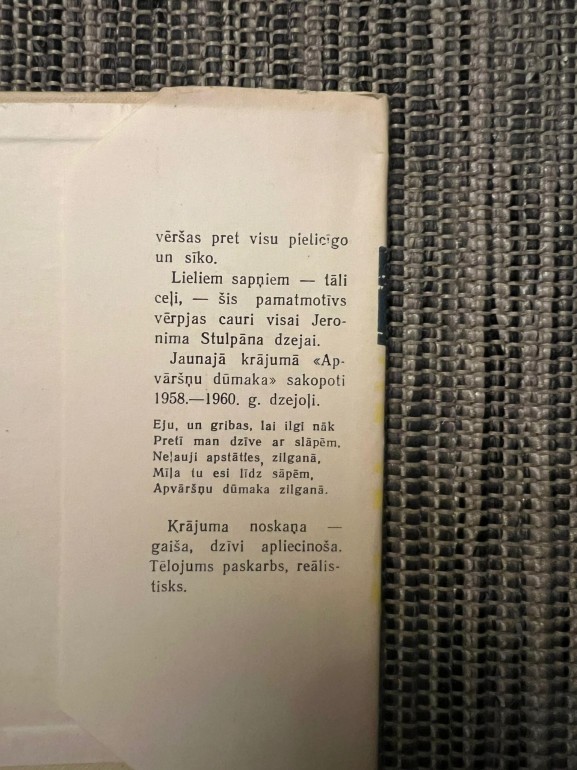 vēršas pret visu pielicīgo
un sīko.
Lieliem sapņiem — tāli
ceļi, — šis pamatmotīvs
vērpjas cauri visai Jero-
nima Stulpāna dzejai.
Jaunajā krājumā «Ap-
vāršņu dūmaka» sakopoti
1958.—1960. g. dzejoļi.
Eju, un gribas, lai ilgi nāk
Pretī man dzīve ar slāpēm.
Neļauji apstāties, zilganā,
Mīļa tu esi līdz sāpēm,
Apvāršņu dūmaka zilganā.
Krājuma noskaņa —
gaiša, dzīvi apliecinoša.
Tēlojums paskarbs, reālis-
tisks.